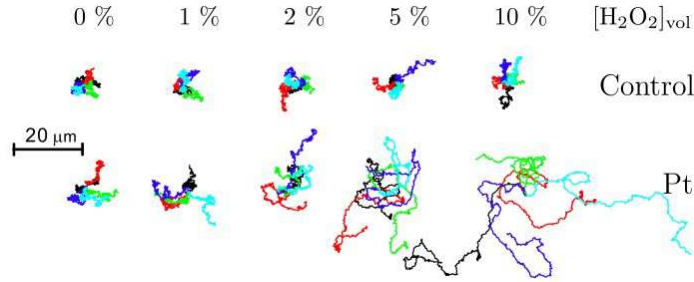 0 % 1 % 2 % 5 % 10 % [H₂O₂]vol
Control
20 μm
Pt